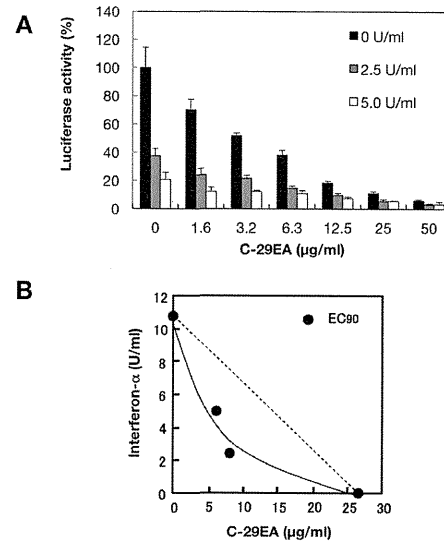 A
Luciferase activity (%)
140
120
100
80
60
40
20
0
0 U/ml
2.5 U/ml
5.0 U/ml
0 1.6 3.2 6.3 12.5 25 50
C-29EA (µg/ml)
B
Interferon-α (U/ml)
12
10
8
6
4
2
0
EC90
0 5 10 15 20 25 30
C-29EA (µg/ml)